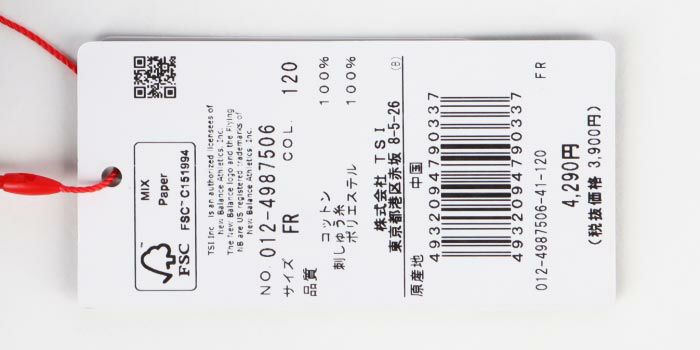 MIX
Paper
FSC™ C151994
FSC
TSI Inc. is an authorized licensees of
New Balance Athletics, Inc.
The New Balance logo and the Flying
NB are US registered trademarks of
New Balance Athletics, Inc.
NO. 012-4987506
サイズ FR COL. 120
品質
コットン 100%
刺しゅう糸
ポリエステル 100%
株式会社 TSI
東京都港区赤坂 8-5-26 (B)
原産地 中国
4932094790337
4932094790337
012-4987506-41-120 FR
4,290円
(税抜価格 3,900円)